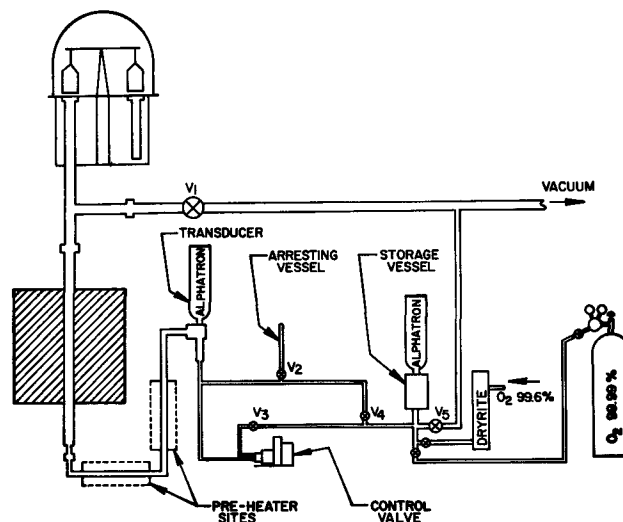 V1
VACUUM
TRANSDUCER
ALPHATRON
ARRESTING
VESSEL
STORAGE
VESSEL
ALPHATRON
V2
V3
V4
V5
DRYRITE
O2 99.6%
O2 99.99 %
PRE-HEATER
SITES
CONTROL
VALVE